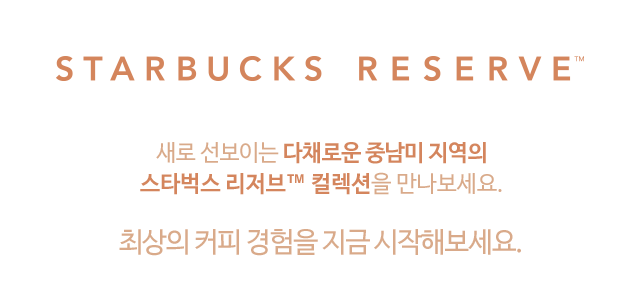 STARBUCKS RESERVE™
새로 선보이는 다채로운 중남미 지역의
스타벅스 리저브™ 컬렉션을 만나보세요.
최상의 커피 경험을 지금 시작해보세요.